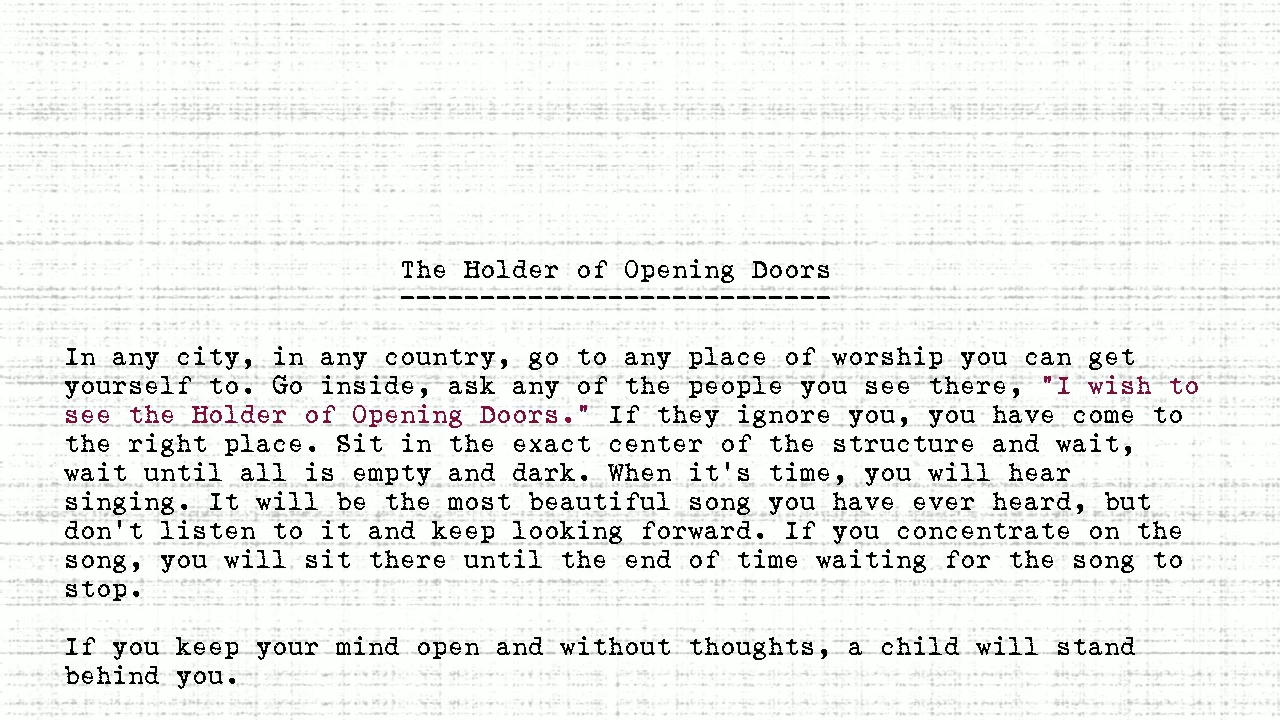 The Holder of Opening Doors
---------------------------
In any city, in any country, go to any place of worship you can get
yourself to. Go inside, ask any of the people you see there, "I wish to
see the Holder of Opening Doors." If they ignore you, you have come to
the right place. Sit in the exact center of the structure and wait,
wait until all is empty and dark. When it's time, you will hear
singing. It will be the most beautiful song you have ever heard, but
don't listen to it and keep looking forward. If you concentrate on the
song, you will sit there until the end of time waiting for the song to
stop.
If you keep your mind open and without thoughts, a child will stand
behind you.